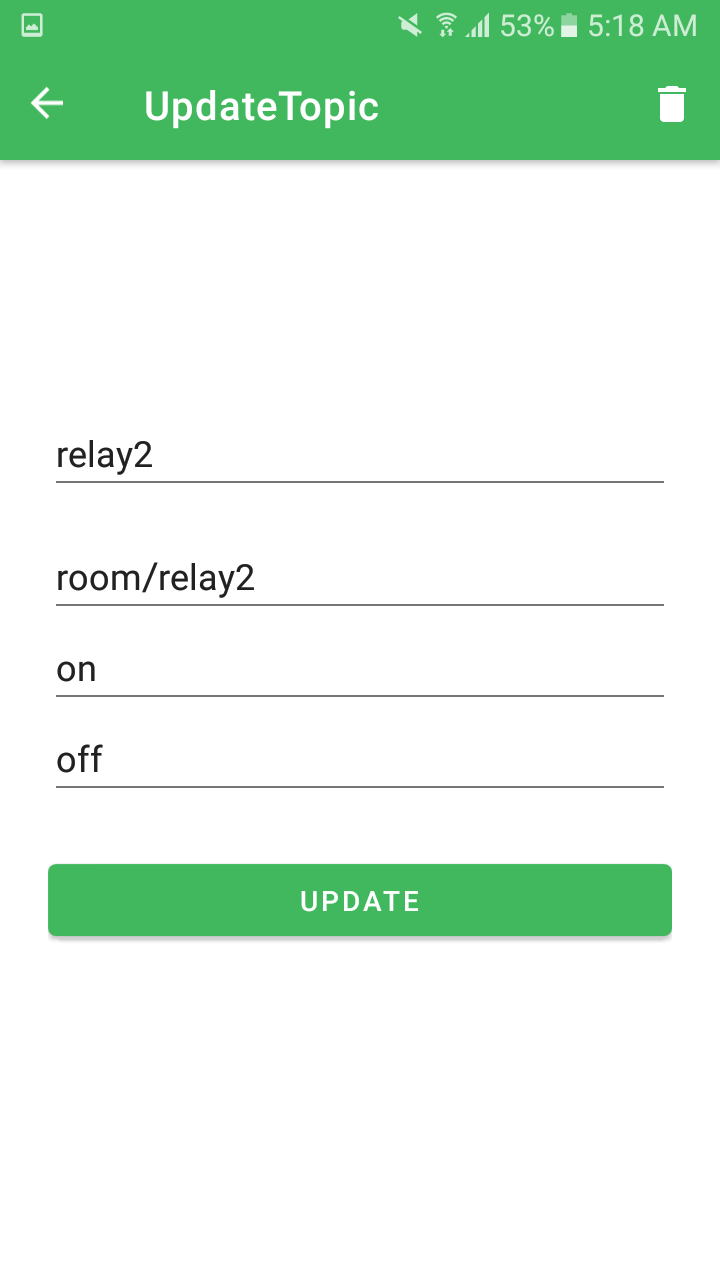 53% 5:18 AM
UpdateTopic
relay2
room/relay2
on
off
UPDATE